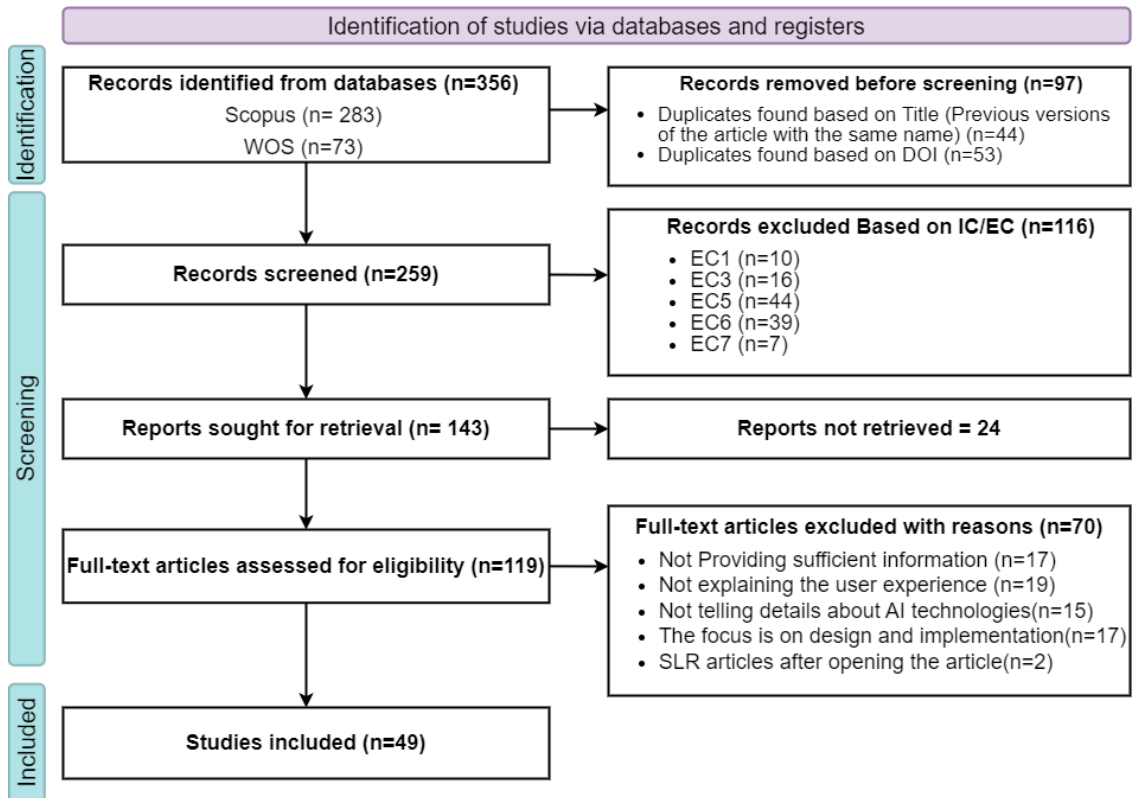 Identification of studies via databases and registers
Identification
Records identified from databases (n=356)
Scopus (n= 283)
WOS (n=73)
Records removed before screening (n=97)
• Duplicates found based on Title (Previous versions
of the article with the same name) (n=44)
• Duplicates found based on DOI (n=53)
Screening
Records screened (n=259)
Records excluded Based on IC/EC (n=116)
• EC1 (n=10)
• EC3 (n=16)
• EC5 (n=44)
• EC6 (n=39)
• EC7 (n=7)
Reports sought for retrieval (n= 143)
Reports not retrieved = 24
Full-text articles assessed for eligibility (n=119)
Full-text articles excluded with reasons (n=70)
• Not Providing sufficient information (n=17)
• Not explaining the user experience (n=19)
• Not telling details about AI technologies(n=15)
• The focus is on design and implementation(n=17)
• SLR articles after opening the article(n=2)
Included
Studies included (n=49)